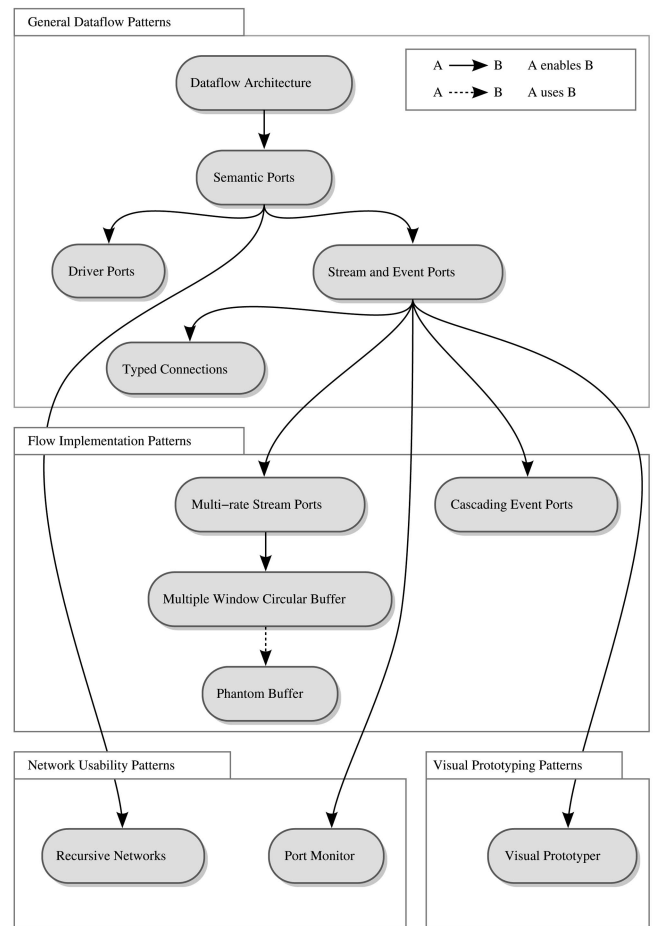 General Dataflow Patterns
A B A enables B
A B A uses B
Dataflow Architecture
Semantic Ports
Driver Ports
Stream and Event Ports
Typed Connections
Flow Implementation Patterns
Multi−rate Stream Ports
Cascading Event Ports
Multiple Window Circular Buffer
Phantom Buffer
Network Usability Patterns
Visual Prototyping Patterns
Recursive Networks
Port Monitor
Visual Prototyper